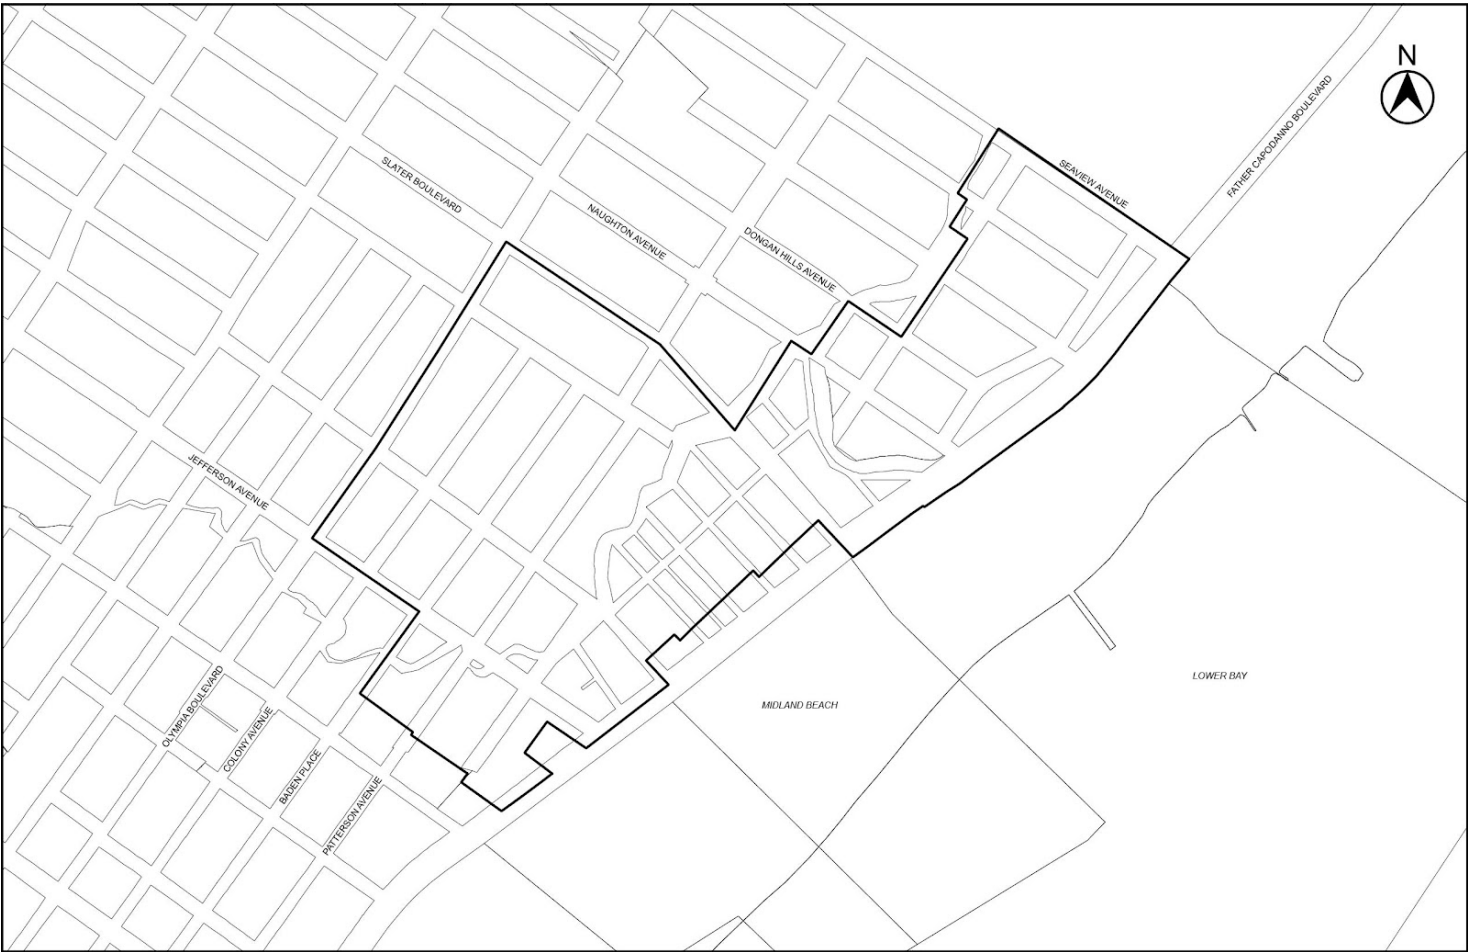 N
FATHER CAPODANNO BOULEVARD
SEAVIEW AVENUE
SLATER BOULEVARD
NAUGHTON AVENUE
DONGAN HILLS AVENUE
JEFFERSON AVENUE
LOWER BAY
MIDLAND BEACH
OLYMPIA BOULEVARD
COLONY AVENUE
BADEN PLACE
PATTERSON AVENUE